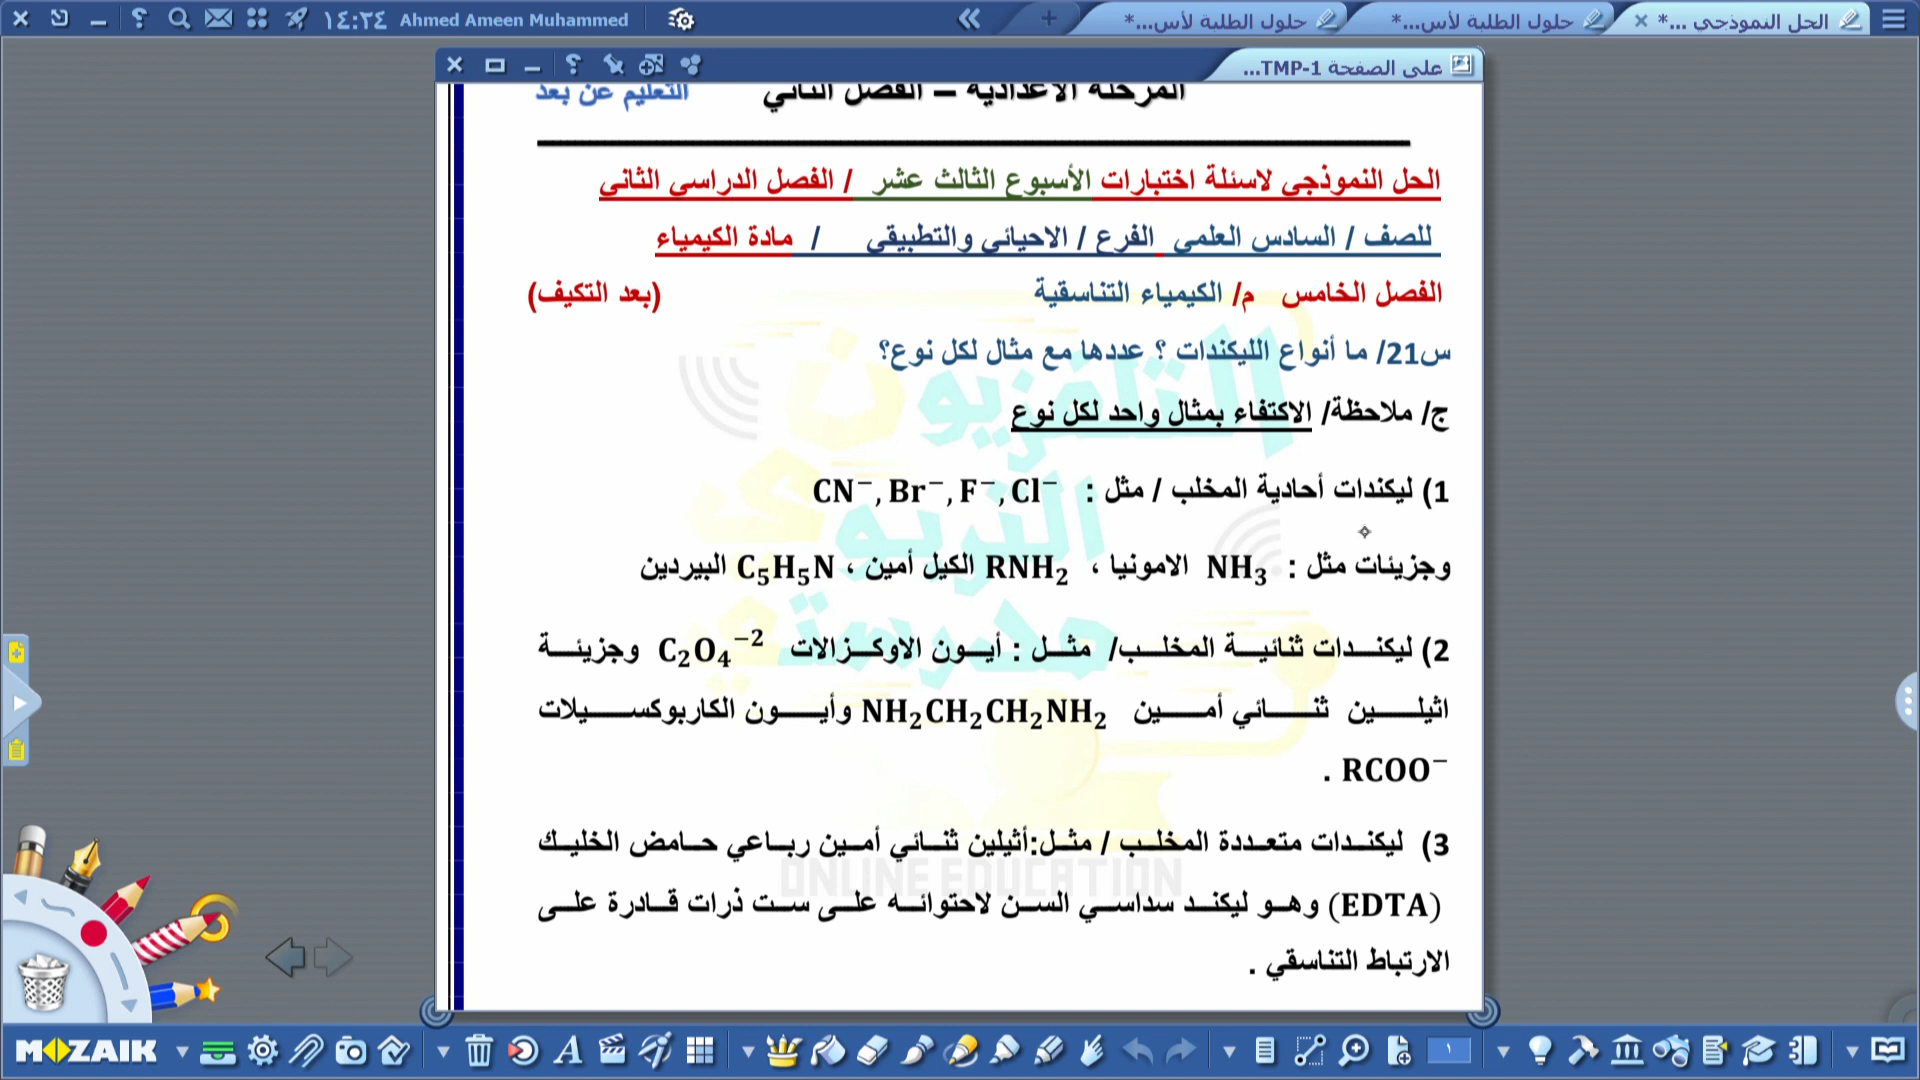 Ahmed Ameen Muhammed ١٤:٢٤
الحل النموذجي ...*
حلول الطلبة لأس...*
حلول الطلبة لأس...*
على الصفحة TMP-1...
المرحلة الاعدادية – الفصل الثاني التعليم عن بعد
الحل النموذجي لاسئلة اختبارات الأسبوع الثالث عشر / الفصل الدراسي الثاني
للصف / السادس العلمي الفرع / الاحيائي والتطبيقي / مادة الكيمياء
الفصل الخامس م/ الكيمياء التناسقية (بعد التكيف)
س21/ ما أنواع الليكندات ؟ عددها مع مثال لكل نوع؟
ج/ ملاحظة/ الاكتفاء بمثال واحد لكل نوع
1) ليكندات أحادية المخلب / مثل : CN⁻, Br⁻, F⁻, Cl⁻
وجزيئات مثل : NH₃ الامونيا ، RNH₂ الكيل أمين ، C₅H₅N البيردين
2) ليكندات ثنائية المخلب/ مثل : أيون الاوكزالات C₂O₄⁻² وجزيئة
اثيلين ثنائي أمين NH₂CH₂CH₂NH₂ وأيون الكاربوكسيلات
RCOO⁻ .
3) ليكندات متعددة المخلب / مثل:أثيلين ثنائي أمين رباعي حامض الخليك
(EDTA) وهو ليكند سداسي السن لاحتوائه على ست ذرات قادرة على
الارتباط التناسقي .
التلفزيون
التربوي
مدرستي
ONLINE EDUCATION
MOZAIK
١